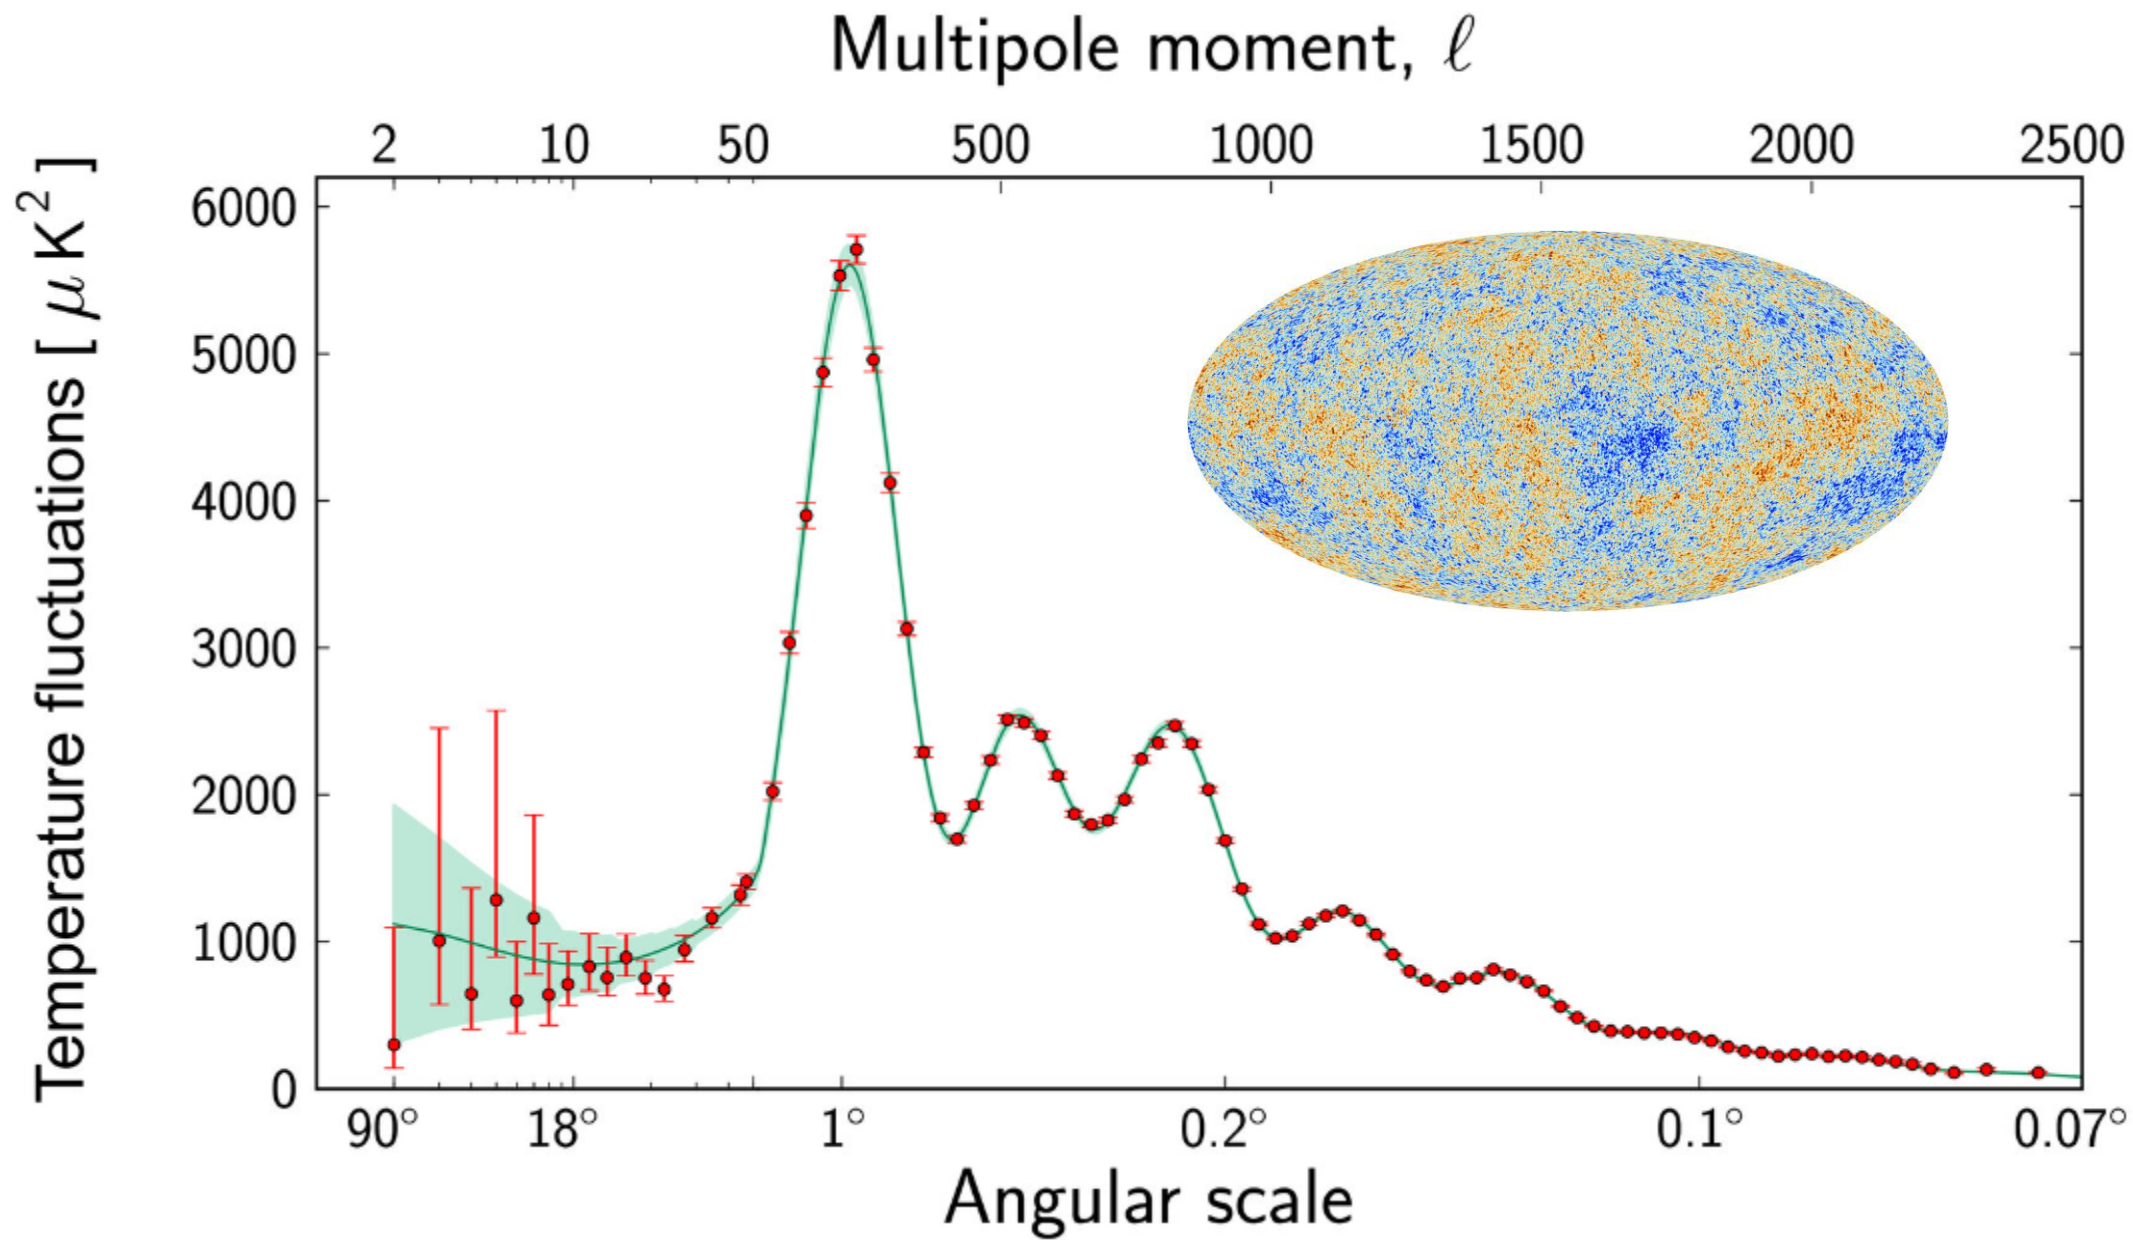 Multipole moment, ℓ
2 10 50 500 1000 1500 2000 2500
Temperature fluctuations [ μ K² ]
6000
5000
4000
3000
2000
1000
0
90° 18° 1° 0.2° 0.1° 0.07°
Angular scale